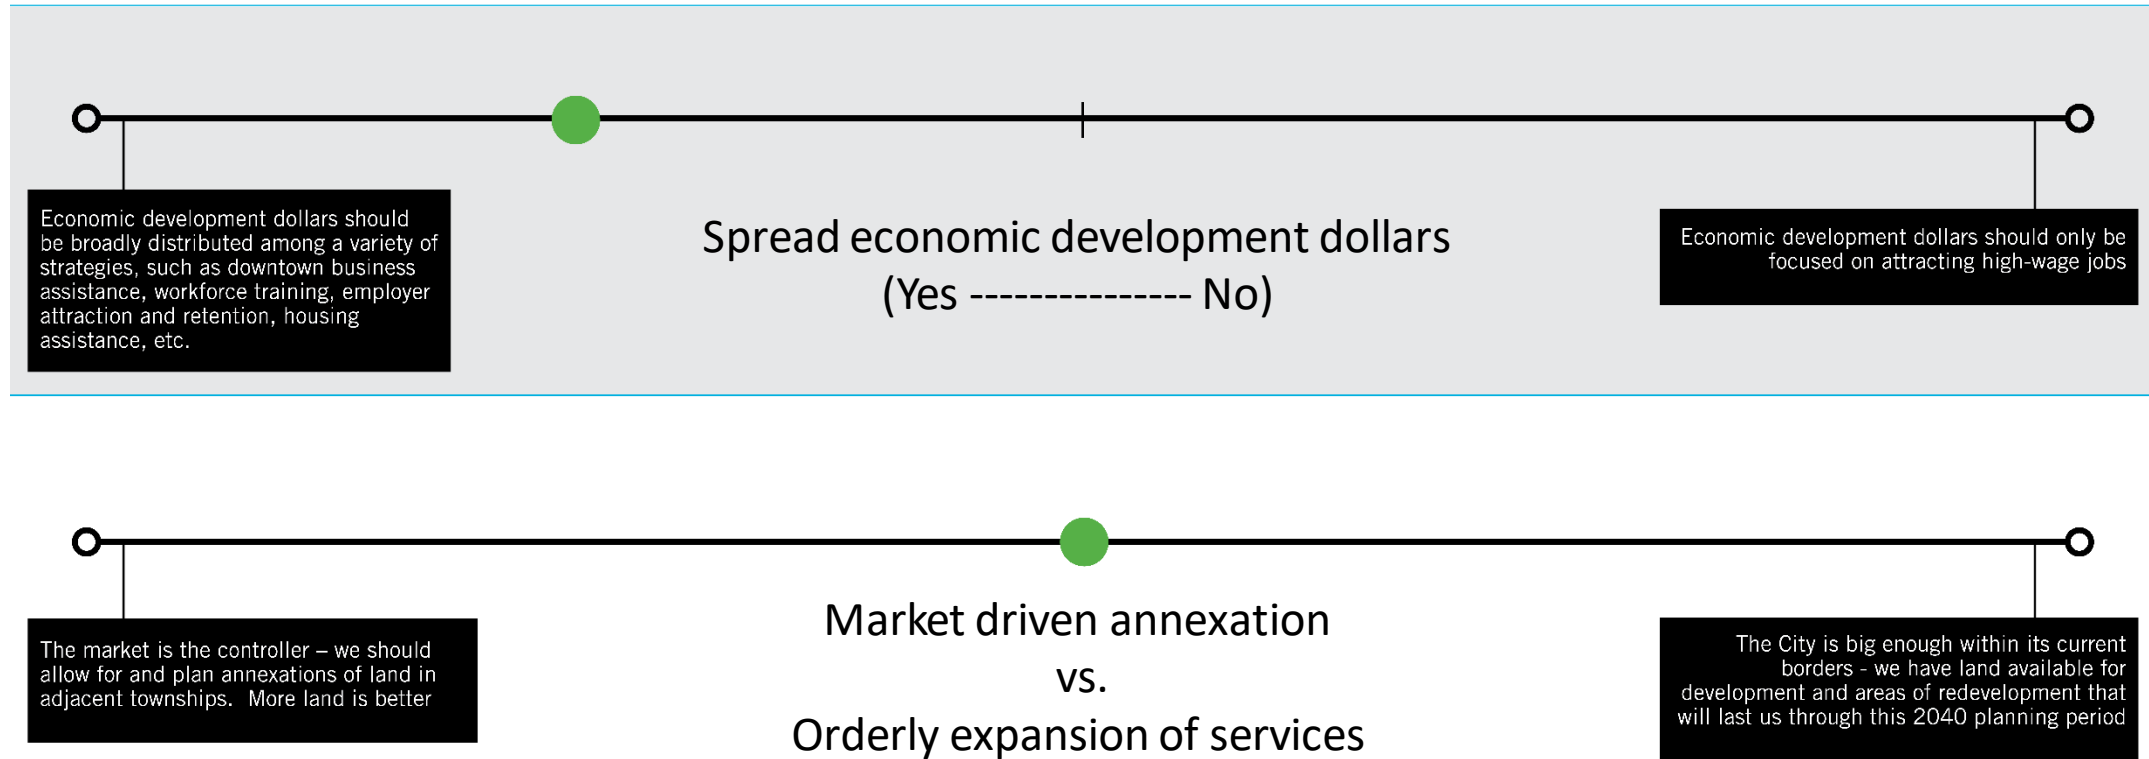 Economic development dollars should
be broadly distributed among a variety of
strategies, such as downtown business
assistance, workforce training, employer
attraction and retention, housing
assistance, etc.
Spread economic development dollars
(Yes --------------- No)
Economic development dollars should only be
focused on attracting high-wage jobs
The market is the controller – we should
allow for and plan annexations of land in
adjacent townships.  More land is better
Market driven annexation
vs.
Orderly expansion of services
The City is big enough within its current
borders - we have land available for
development and areas of redevelopment that
will last us through this 2040 planning period